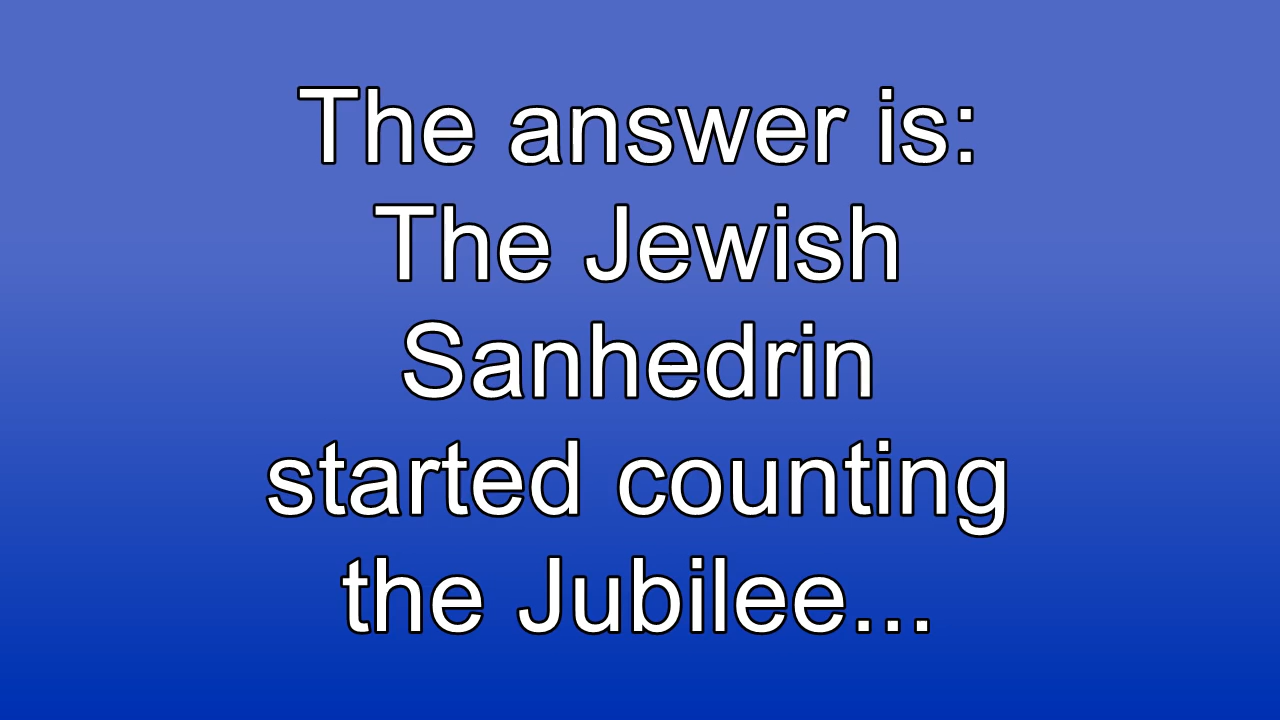 The answer is:
The Jewish
Sanhedrin
started counting
the Jubilee...